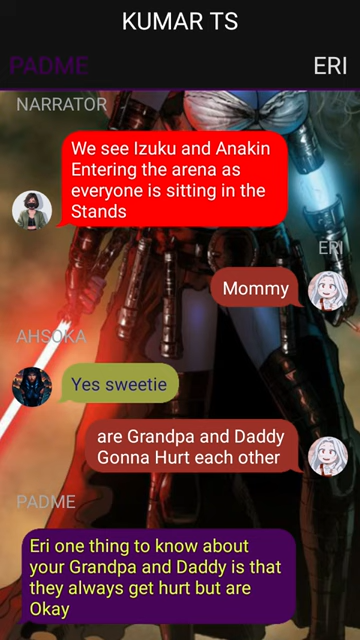 KUMAR TS
PADME
ERI
NARRATOR
We see Izuku and Anakin
Entering the arena as
everyone is sitting in the
Stands
ERI
Mommy
AHSOKA
Yes sweetie
are Grandpa and Daddy
Gonna Hurt each other
PADME
Eri one thing to know about
your Grandpa and Daddy is that
they always get hurt but are
Okay